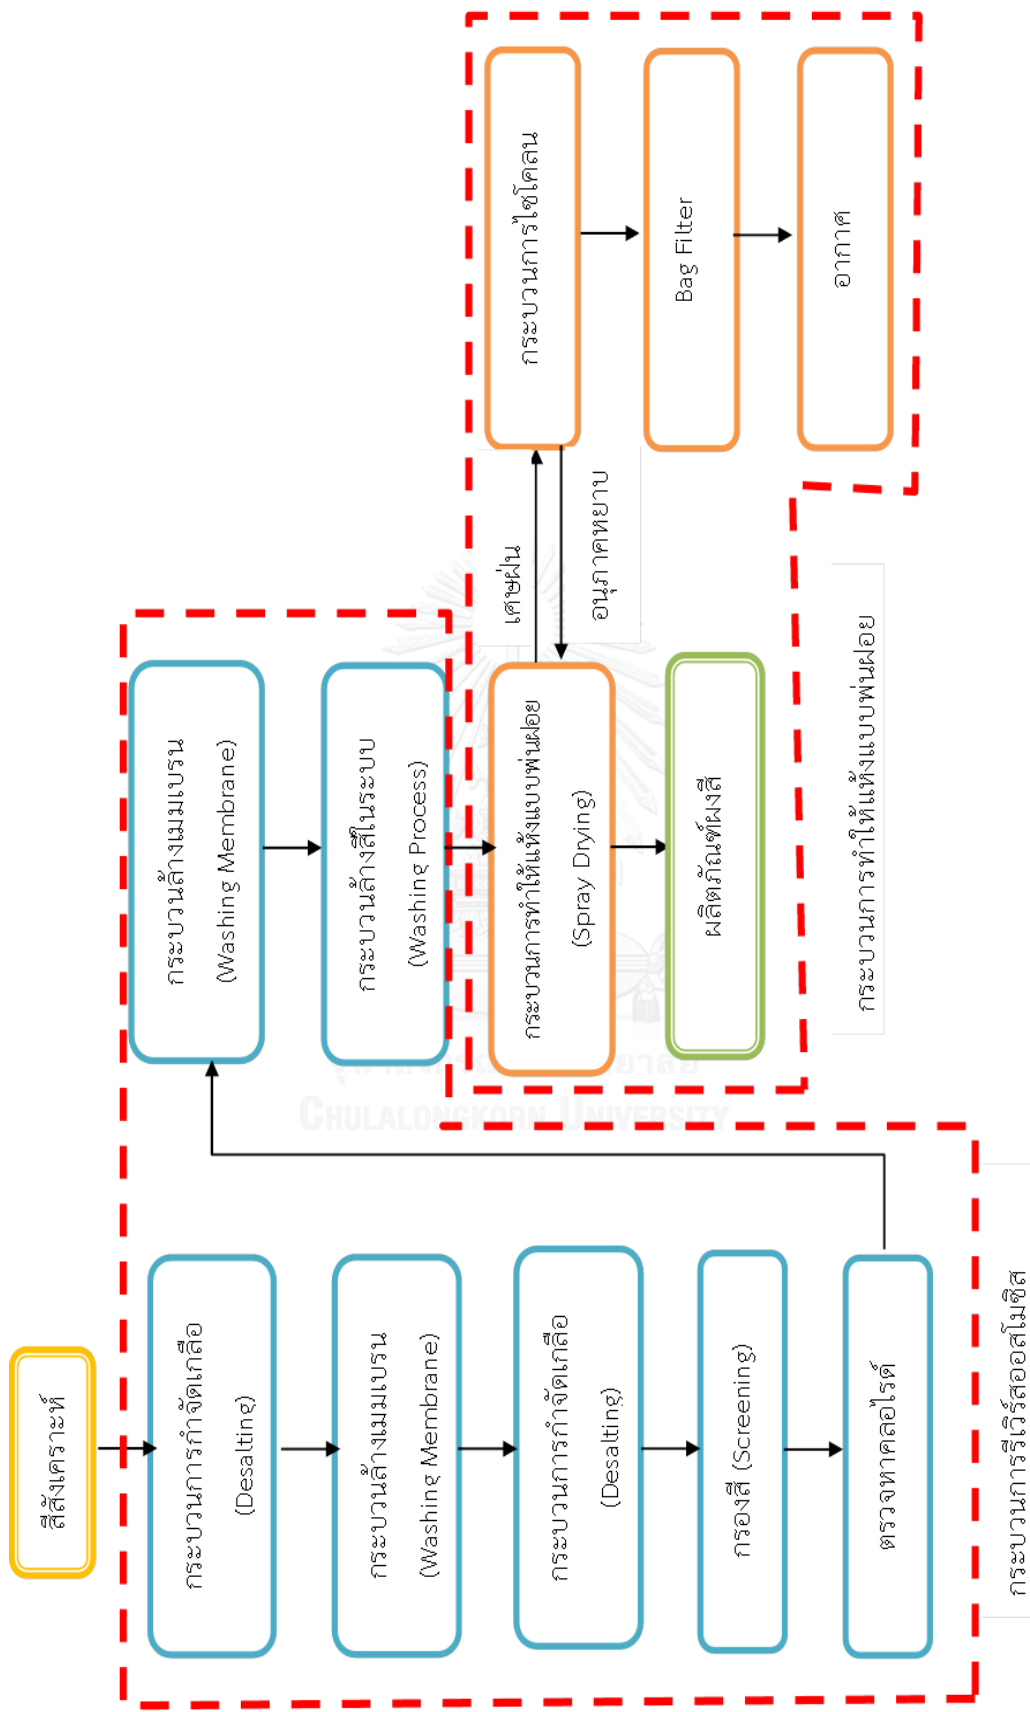 สีสังเคราะห์
กระบวนการกำจัดเกลือ
(Desalting)
กระบวนล้างเมมเบรน
(Washing Membrane)
กระบวนการกำจัดเกลือ
(Desalting)
กรองสี (Screening)
ตรวจหาคลอไรด์
กระบวนการรีเวิร์สออสโมซิส
กระบวนล้างเมมเบรน
(Washing Membrane)
กระบวนล้างสีในระบบ
(Washing Process)
กระบวนการทำให้แห้งแบบพ่นฝอย
(Spray Drying)
ผลิตภัณฑ์ผงสี
กระบวนการทำให้แห้งแบบพ่นฝอย
เศษฝุ่น
อนุภาคหยาบ
กระบวนการไซโคลน
Bag Filter
อากาศ
CHULALONGKORN UNIVERSITY